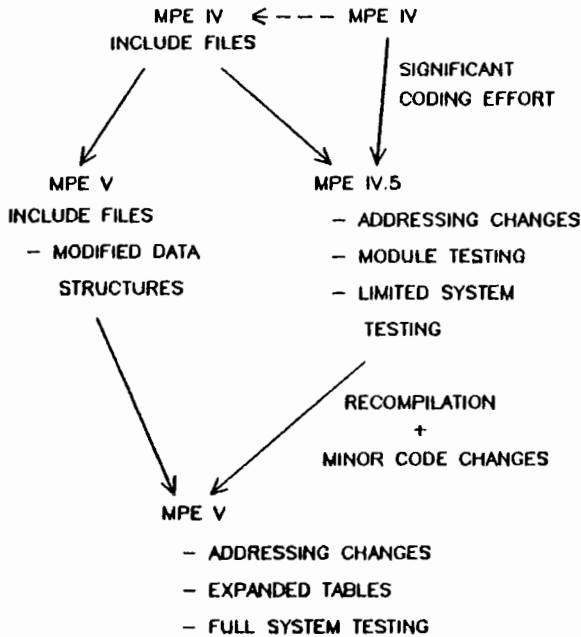 MPE IV <--- MPE IV
INCLUDE FILES
SIGNIFICANT
CODING EFFORT
MPE V
INCLUDE FILES
- MODIFIED DATA
STRUCTURES
MPE IV.5
- ADDRESSING CHANGES
- MODULE TESTING
- LIMITED SYSTEM
TESTING
RECOMPILATION
+
MINOR CODE CHANGES
MPE V
- ADDRESSING CHANGES
- EXPANDED TABLES
- FULL SYSTEM TESTING